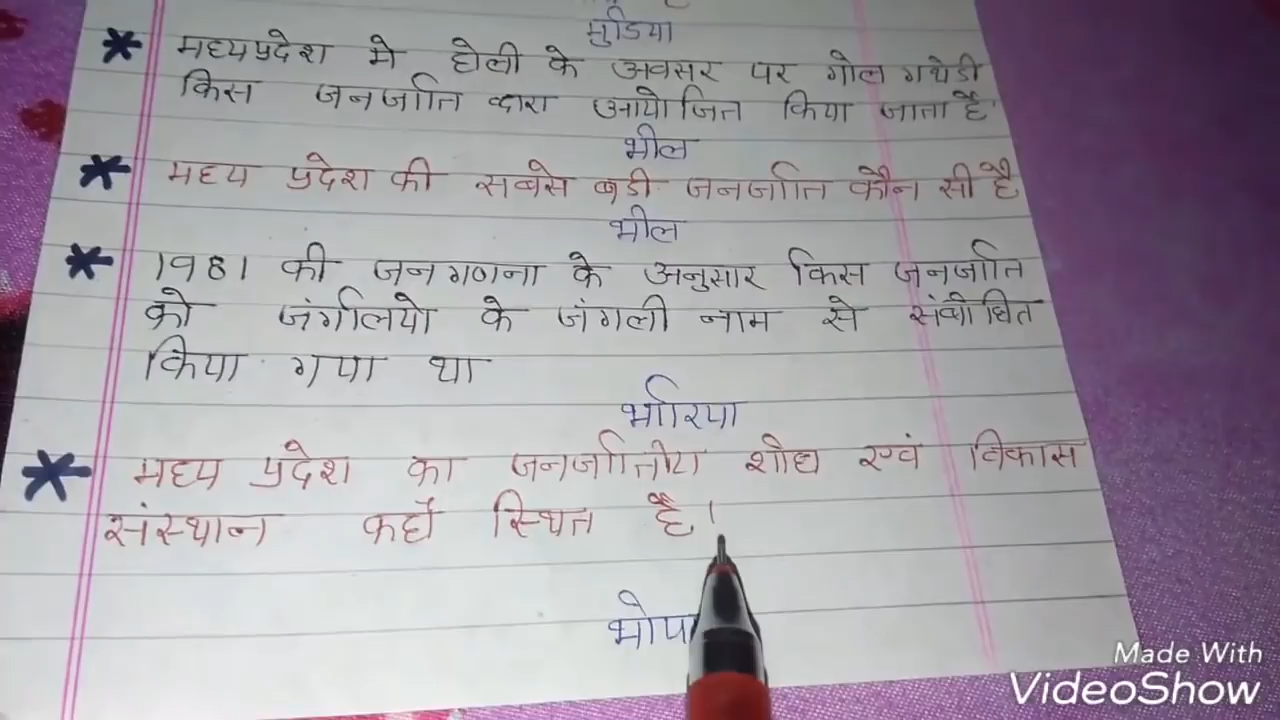 मुडिया
* मध्यप्रदेश मे होली के अवसर पर गोल गधेडी
किस जनजाति व्दारा आयोजित किया जाता है
भील
* मध्य प्रदेश की सबसे बडी जनजाति कौन सी है
भील
* 1981 की जनगणना के अनुसार किस जनजाति
को जंगलियो के जंगली नाम से संबोधित
किया गया था
भारिया
* मध्य प्रदेश का जनजातीय शोध एवं विकास
संस्थान कहाँ स्थित है।
भोपा
Made With
VideoShow